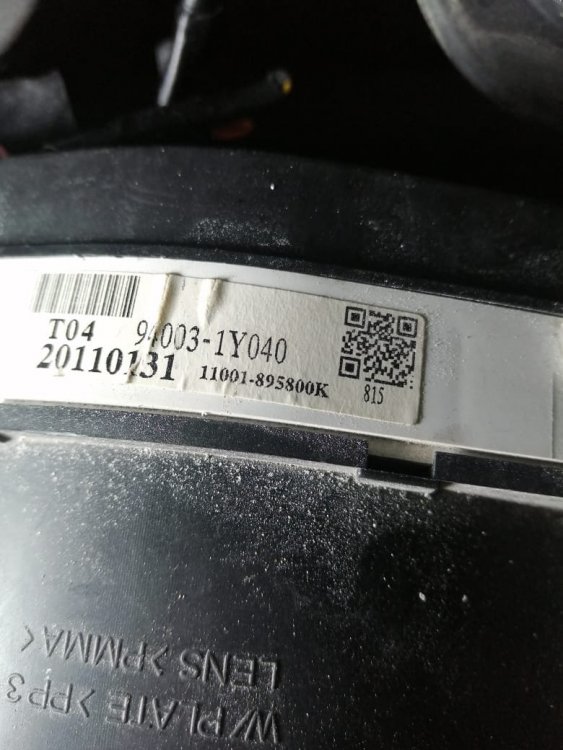 T04 94003-1Y040
20110131 11001-895800K
815
W/PLATE >PP3
LENS >PMMA<